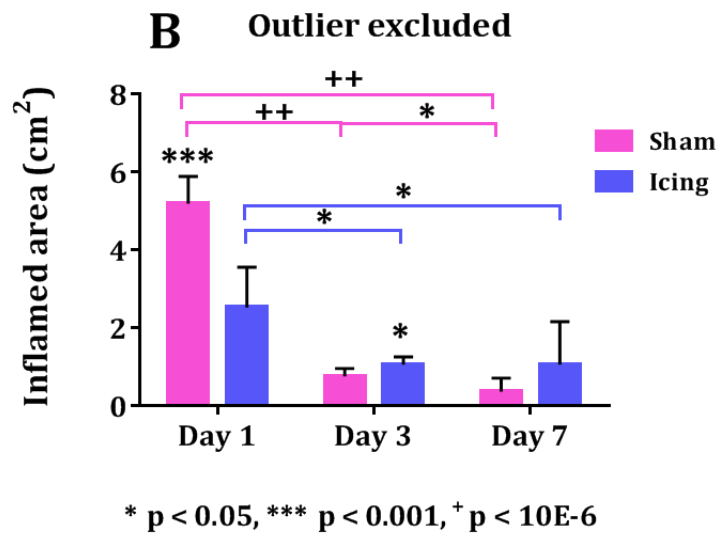 B Outlier excluded
Inflamed area (cm²)
8
6
4
2
0
++
++
*
***
*
*
*
Sham
Icing
Day 1 Day 3 Day 7
* p < 0.05, *** p < 0.001, ⁺ p < 10E-6